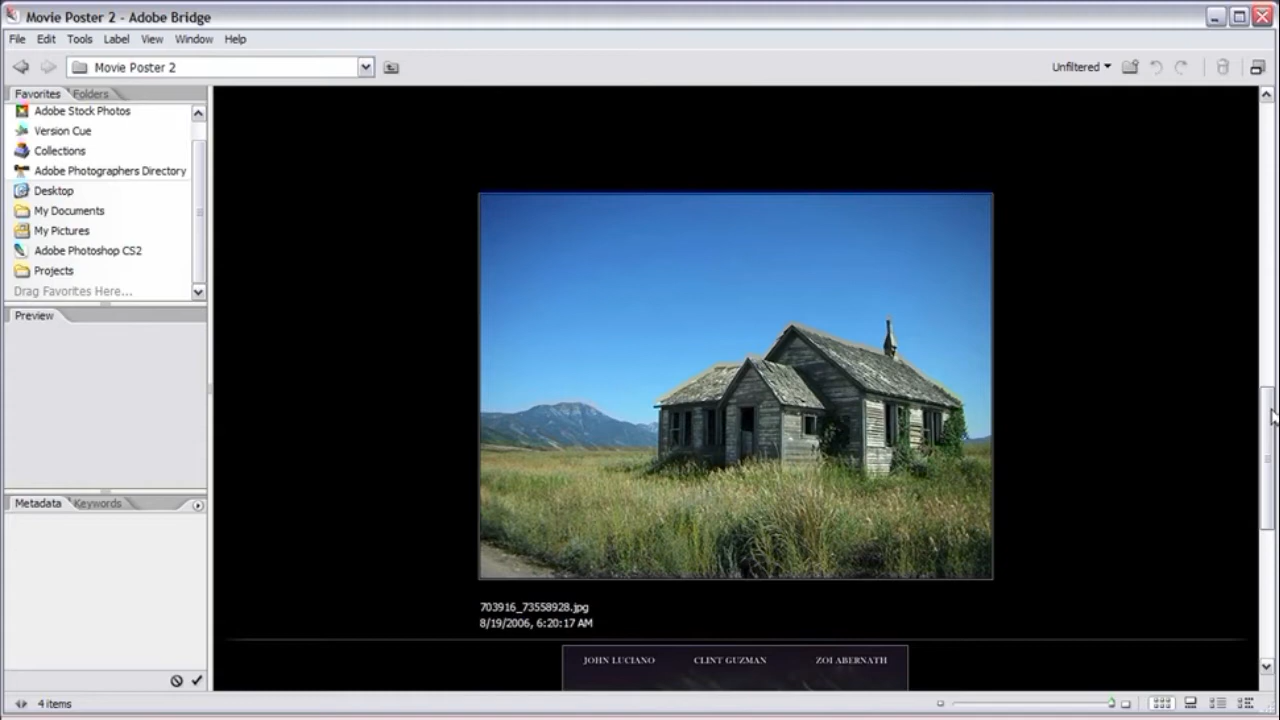 Movie Poster 2 - Adobe Bridge
File Edit Tools Label View Window Help
Movie Poster 2
Unfiltered
Favorites Folders
Adobe Stock Photos
Version Cue
Collections
Adobe Photographers Directory
Desktop
My Documents
My Pictures
Adobe Photoshop CS2
Projects
Drag Favorites Here...
Preview
Metadata Keywords
703916_73558928.jpg
8/19/2006, 6:20:17 AM
JOHN LUCIANO CLINT GUZMAN ZOI ABERNATH
4 items